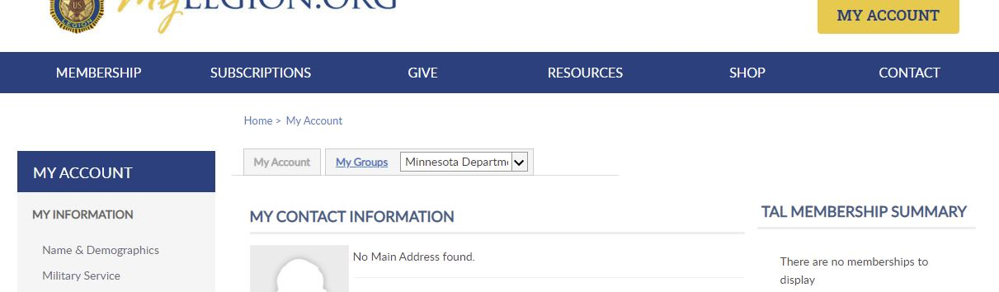 MyLEGION.ORG
LEGION
US
MY ACCOUNT
MEMBERSHIP SUBSCRIPTIONS GIVE RESOURCES SHOP CONTACT
Home > My Account
My Account My Groups Minnesota Departm
MY ACCOUNT
MY INFORMATION
Name & Demographics
Military Service
MY CONTACT INFORMATION
No Main Address found.
TAL MEMBERSHIP SUMMARY
There are no memberships to
display